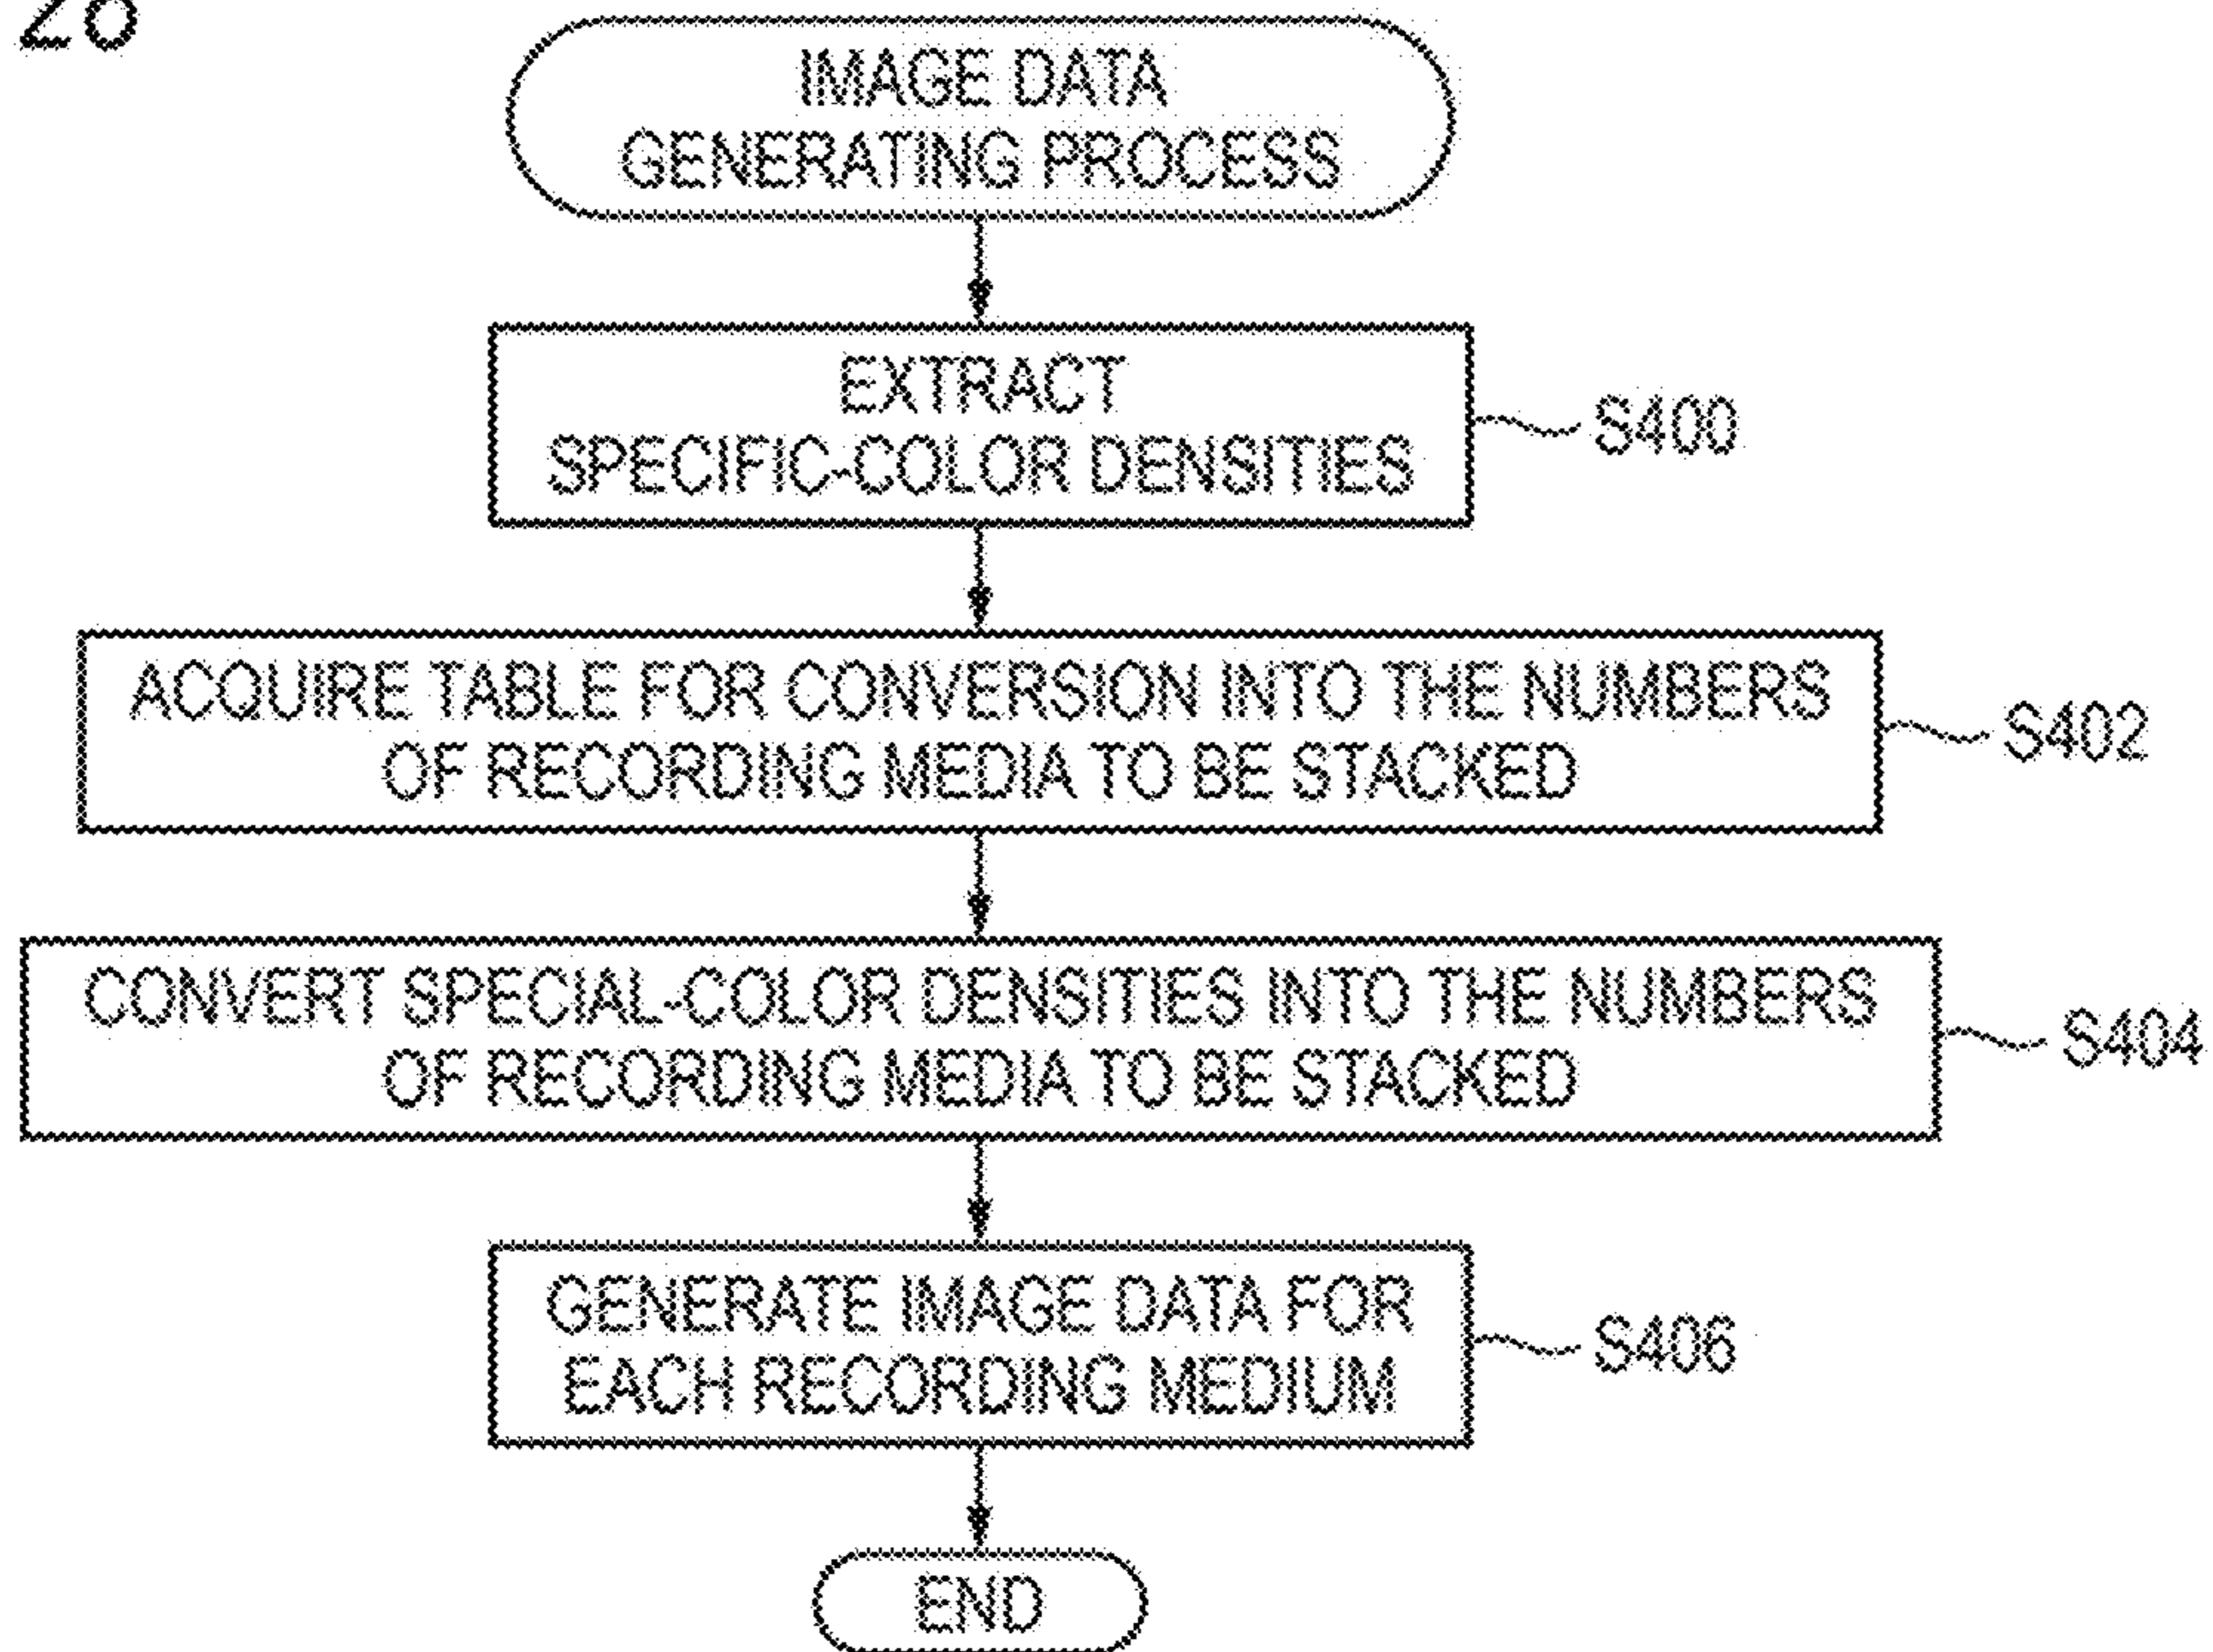 28
IMAGE DATA
GENERATING PROCESS
EXTRACT
SPECIFIC-COLOR DENSITIES
S400
ACQUIRE TABLE FOR CONVERSION INTO THE NUMBERS
OF RECORDING MEDIA TO BE STACKED
S402
CONVERT SPECIAL-COLOR DENSITIES INTO THE NUMBERS
OF RECORDING MEDIA TO BE STACKED
S404
GENERATE IMAGE DATA FOR
EACH RECORDING MEDIUM
S406
END